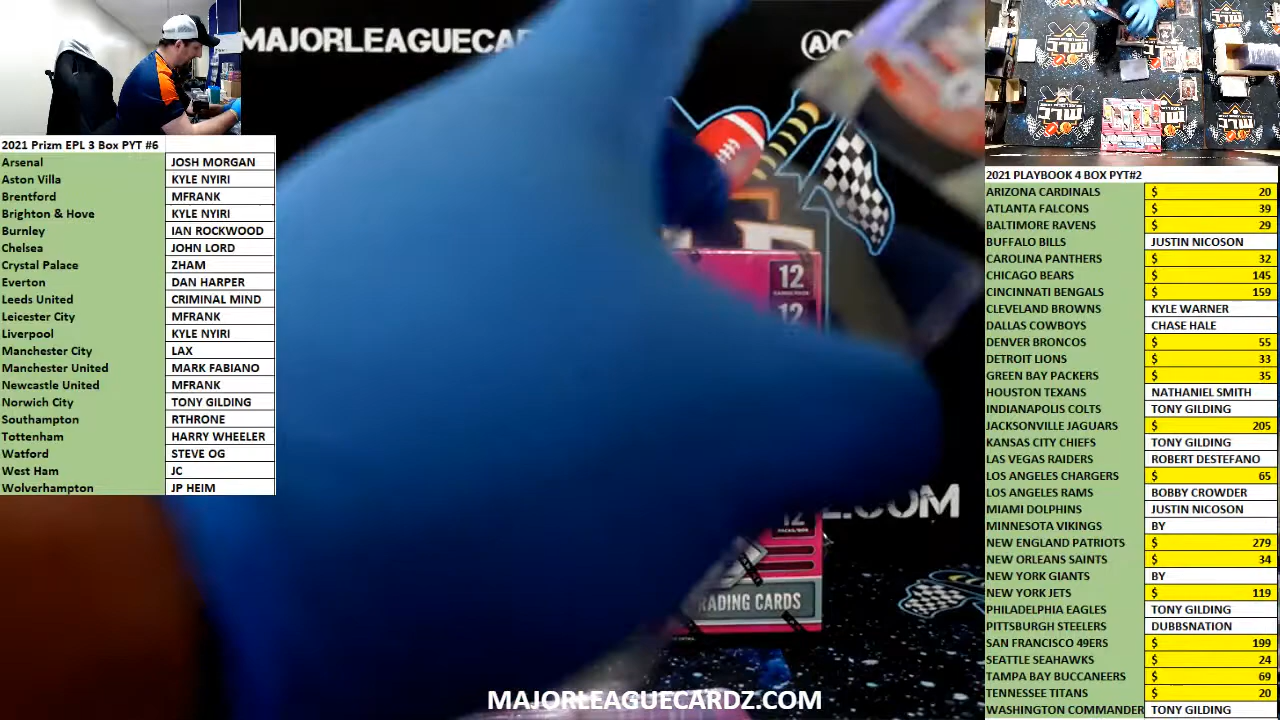 MAJORLEAGUECAR
2021 Prizm EPL 3 Box PYT #6
Arsenal JOSH MORGAN
Aston Villa KYLE NYIRI
Brentford MFRANK
Brighton & Hove KYLE NYIRI
Burnley IAN ROCKWOOD
Chelsea JOHN LORD
Crystal Palace ZHAM
Everton DAN HARPER
Leeds United CRIMINAL MIND
Leicester City MFRANK
Liverpool KYLE NYIRI
Manchester City LAX
Manchester United MARK FABIANO
Newcastle United MFRANK
Norwich City TONY GILDING
Southampton RTHRONE
Tottenham HARRY WHEELER
Watford STEVE OG
West Ham JC
Wolverhampton JP HEIM
12
12
12
.COM
RADING CARDS
MAJORLEAGUECARDZ.COM
2021 PLAYBOOK 4 BOX PYT#2
ARIZONA CARDINALS $ 20
ATLANTA FALCONS $ 39
BALTIMORE RAVENS $ 29
BUFFALO BILLS JUSTIN NICOSON
CAROLINA PANTHERS $ 32
CHICAGO BEARS $ 145
CINCINNATI BENGALS $ 159
CLEVELAND BROWNS KYLE WARNER
DALLAS COWBOYS CHASE HALE
DENVER BRONCOS $ 55
DETROIT LIONS $ 33
GREEN BAY PACKERS $ 35
HOUSTON TEXANS NATHANIEL SMITH
INDIANAPOLIS COLTS TONY GILDING
JACKSONVILLE JAGUARS $ 205
KANSAS CITY CHIEFS TONY GILDING
LAS VEGAS RAIDERS ROBERT DESTEFANO
LOS ANGELES CHARGERS $ 65
LOS ANGELES RAMS BOBBY CROWDER
MIAMI DOLPHINS JUSTIN NICOSON
MINNESOTA VIKINGS BY
NEW ENGLAND PATRIOTS $ 279
NEW ORLEANS SAINTS $ 34
NEW YORK GIANTS BY
NEW YORK JETS $ 119
PHILADELPHIA EAGLES TONY GILDING
PITTSBURGH STEELERS DUBBSNATION
SAN FRANCISCO 49ERS $ 199
SEATTLE SEAHAWKS $ 24
TAMPA BAY BUCCANEERS $ 69
TENNESSEE TITANS $ 20
WASHINGTON COMMANDER TONY GILDING